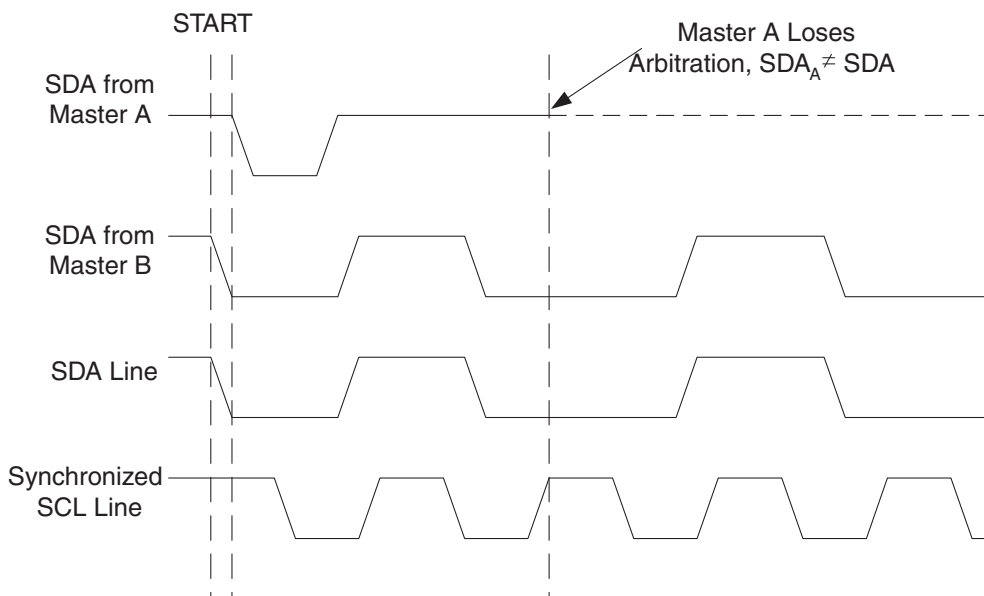 START
Master A Loses
Arbitration, SDA_A ≠ SDA
SDA from
Master A
SDA from
Master B
SDA Line
Synchronized
SCL Line